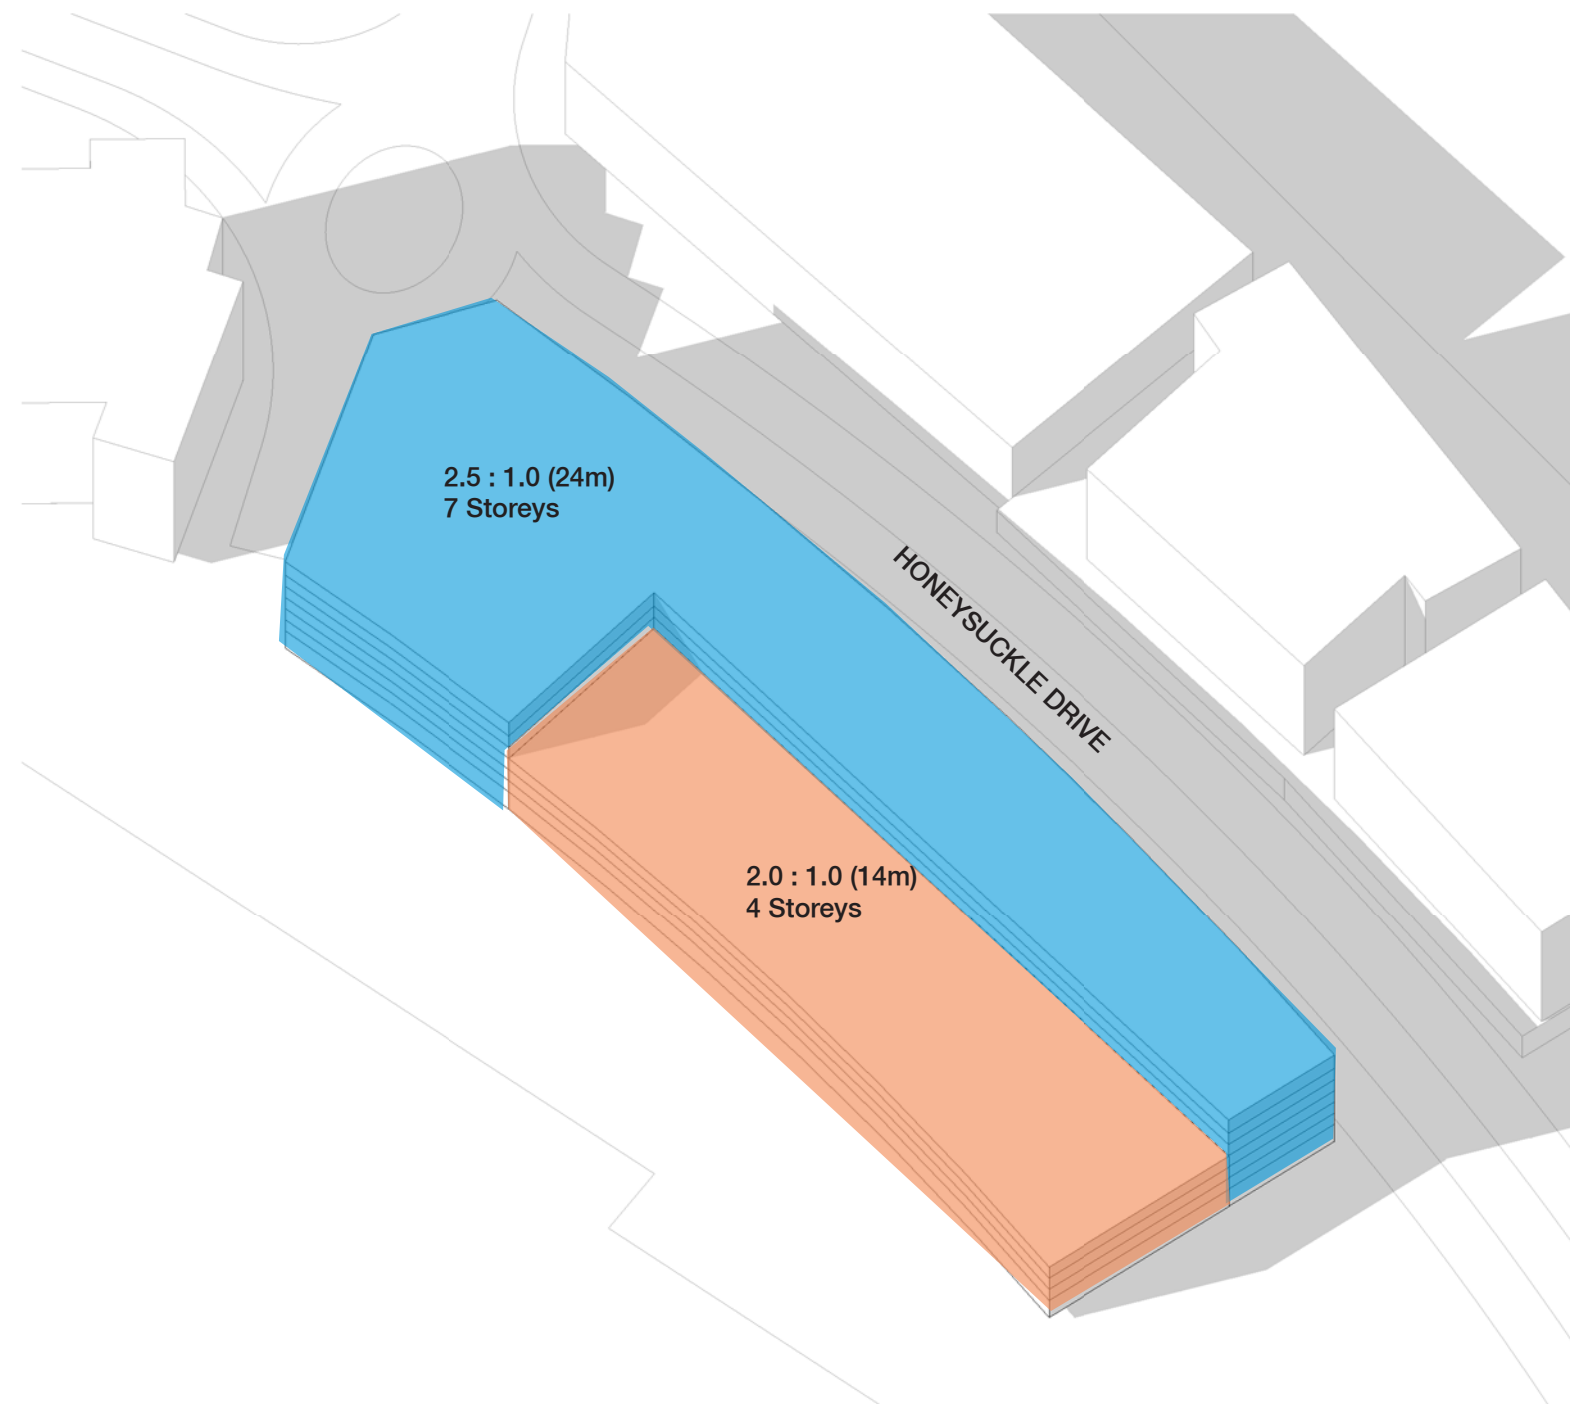 2.5 : 1.0 (24m)
7 Storeys
HONEYSUCKLE DRIVE
2.0 : 1.0 (14m)
4 Storeys